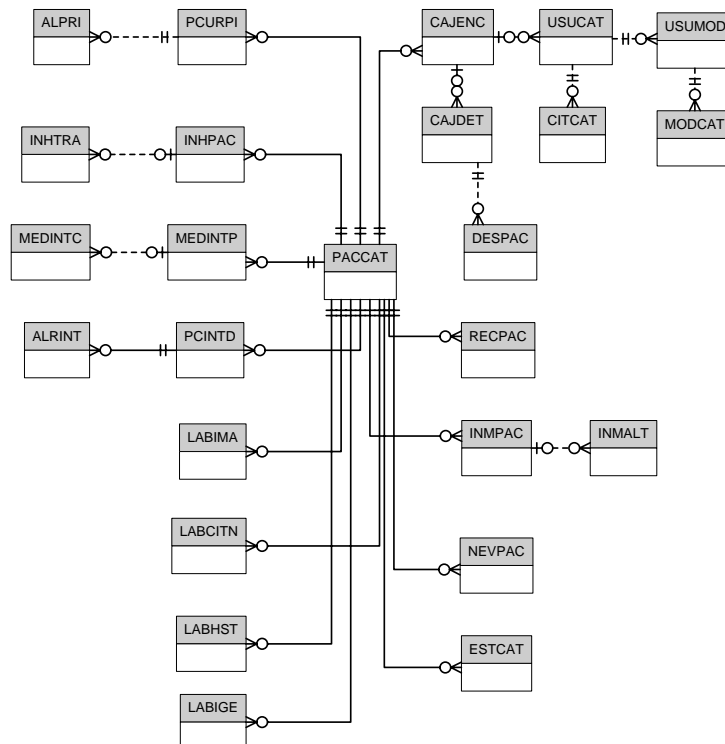 ALPRI
PCURPI
CAJENC
USUCAT
USUMOD
CAJDET
CITCAT
MODCAT
INHTRA
INHPAC
MEDINTC
MEDINTP
PACCAT
DESPAC
ALRINT
PCINTD
RECPAC
LABIMA
INMPAC
INMALT
LABCITN
NEVPAC
LABHST
ESTCAT
LABIGE